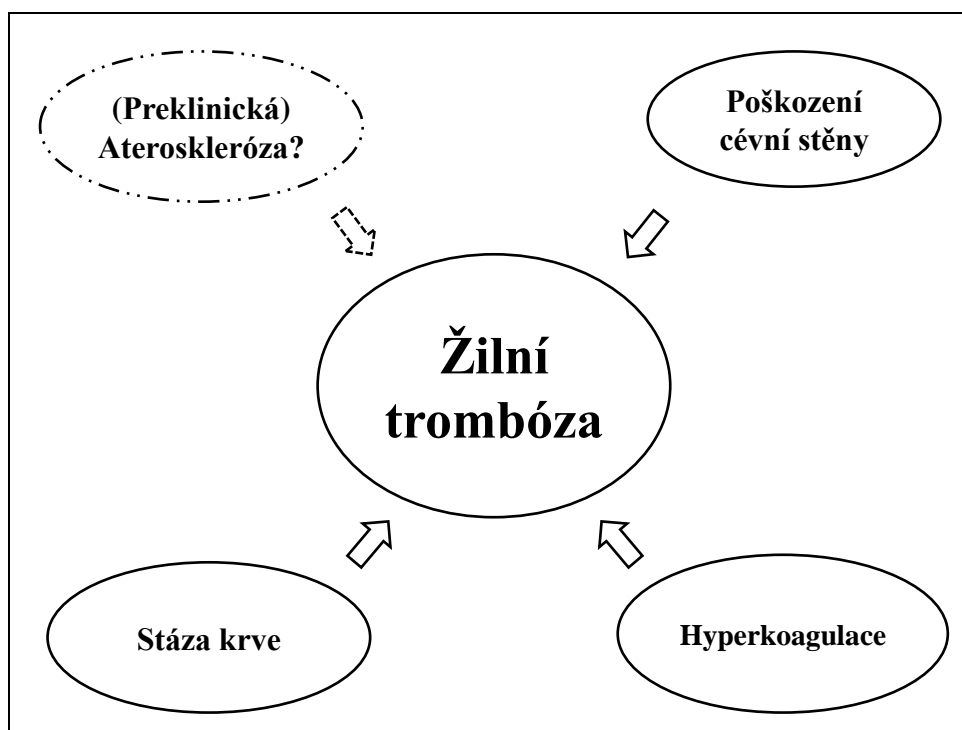 (Preklinická)
Ateroskleróza?
Poškození
cévní stěny
Žilní
trombóza
Stáza krve
Hyperkoagulace